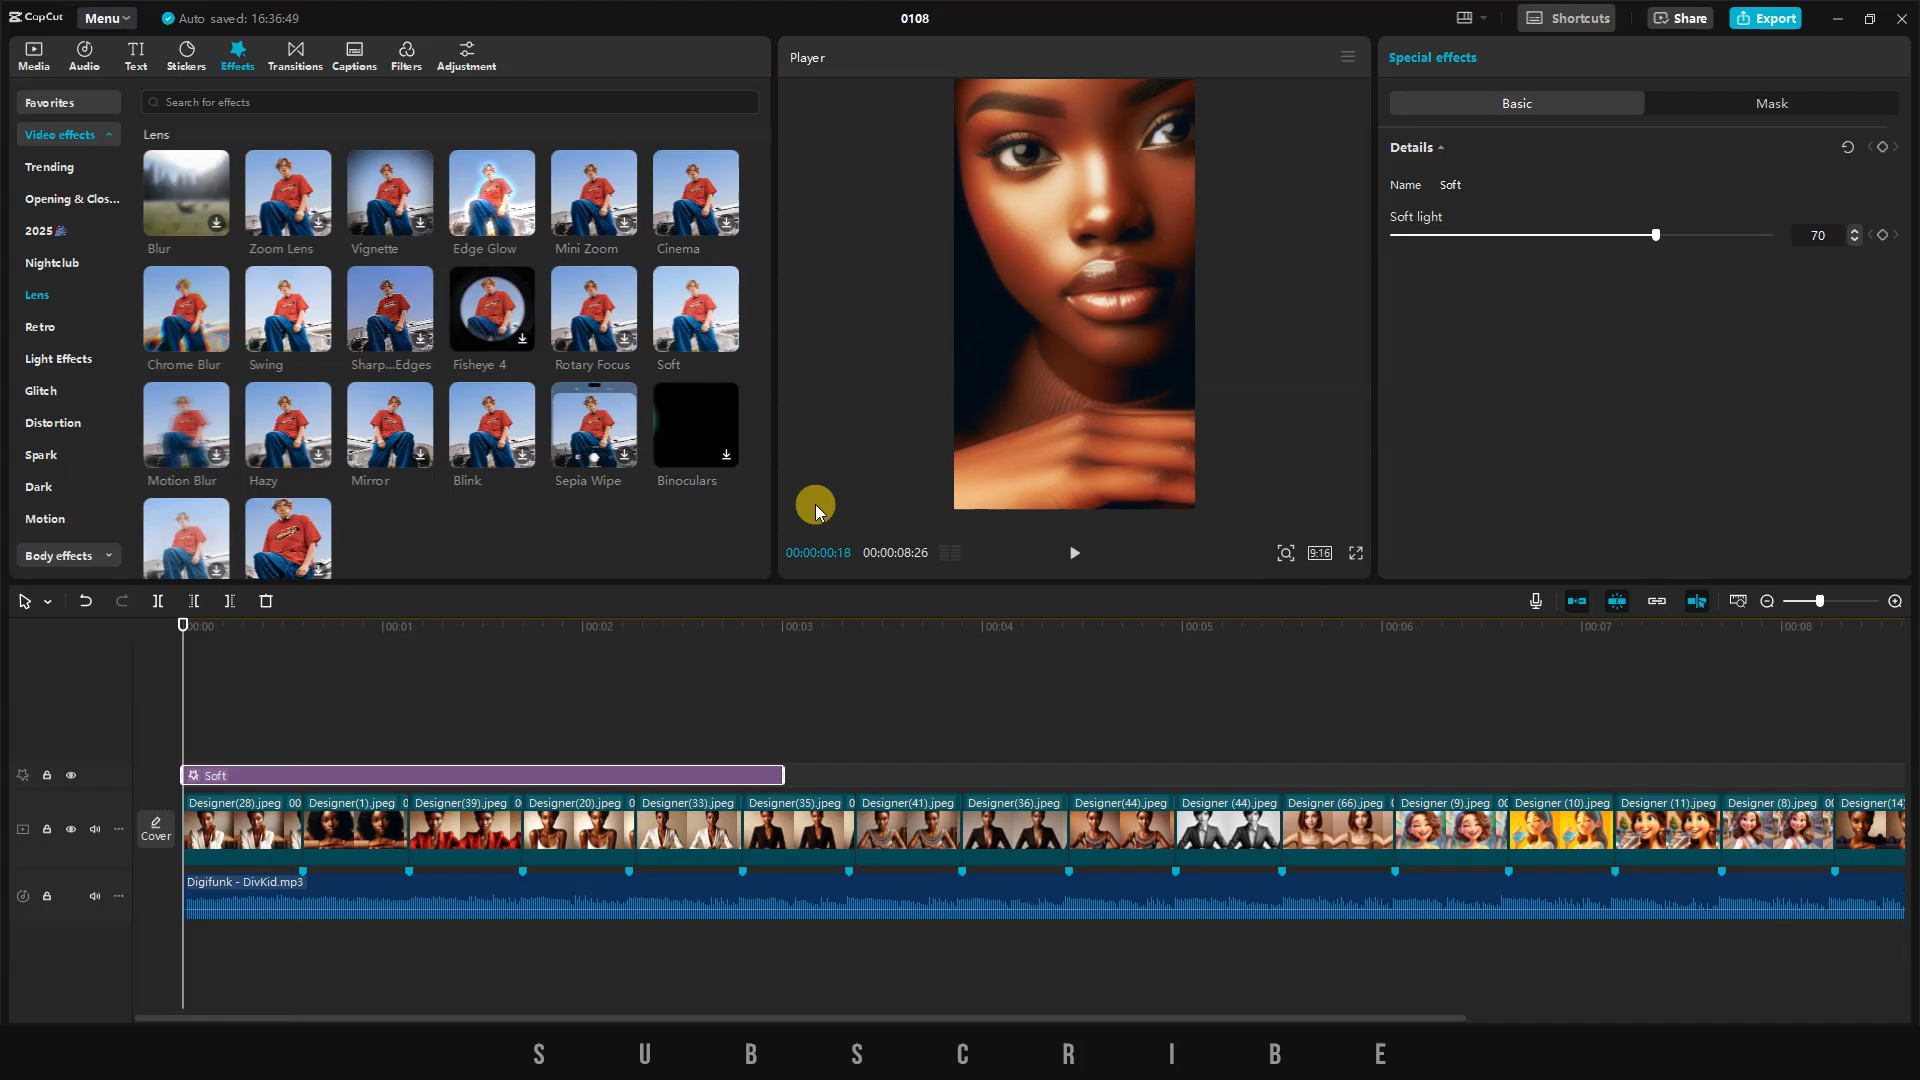 CapCut Menu Auto saved: 16:36:49 0108 Shortcuts Share Export
Media Audio Text Stickers Effects Transitions Captions Filters Adjustment
Player
Special effects
Favorites
Search for effects
Basic Mask
Video effects
Lens
Details
Trending
Opening & Clos...
2025
Nightclub
Lens
Retro
Light Effects
Glitch
Distortion
Spark
Dark
Motion
Body effects
Blur Zoom Lens Vignette Edge Glow Mini Zoom Cinema
Chrome Blur Swing Sharp...Edges Fisheye 4 Rotary Focus Soft
Motion Blur Hazy Mirror Blink Sepia Wipe Binoculars
Name Soft
Soft light
70
00:00:00:18 00:00:08:26 9:16
00:00 00:01 00:02 00:03 00:04 00:05 00:06 00:07 00:08
Soft
Cover
Designer(28).jpeg 00 Designer(1).jpeg 0 Designer(39).jpeg 0 Designer(20).jpeg 0 Designer(33).jpeg Designer(35).jpeg 0 Designer(41).jpeg Designer(36).jpeg Designer(44).jpeg Designer (44).jpeg Designer (66).jpeg Designer (9).jpeg 00 Designer (10).jpeg Designer (11).jpeg Designer (8).jpeg 00 Designer(14)
Digifunk - DivKid.mp3
SUBSCRIBE